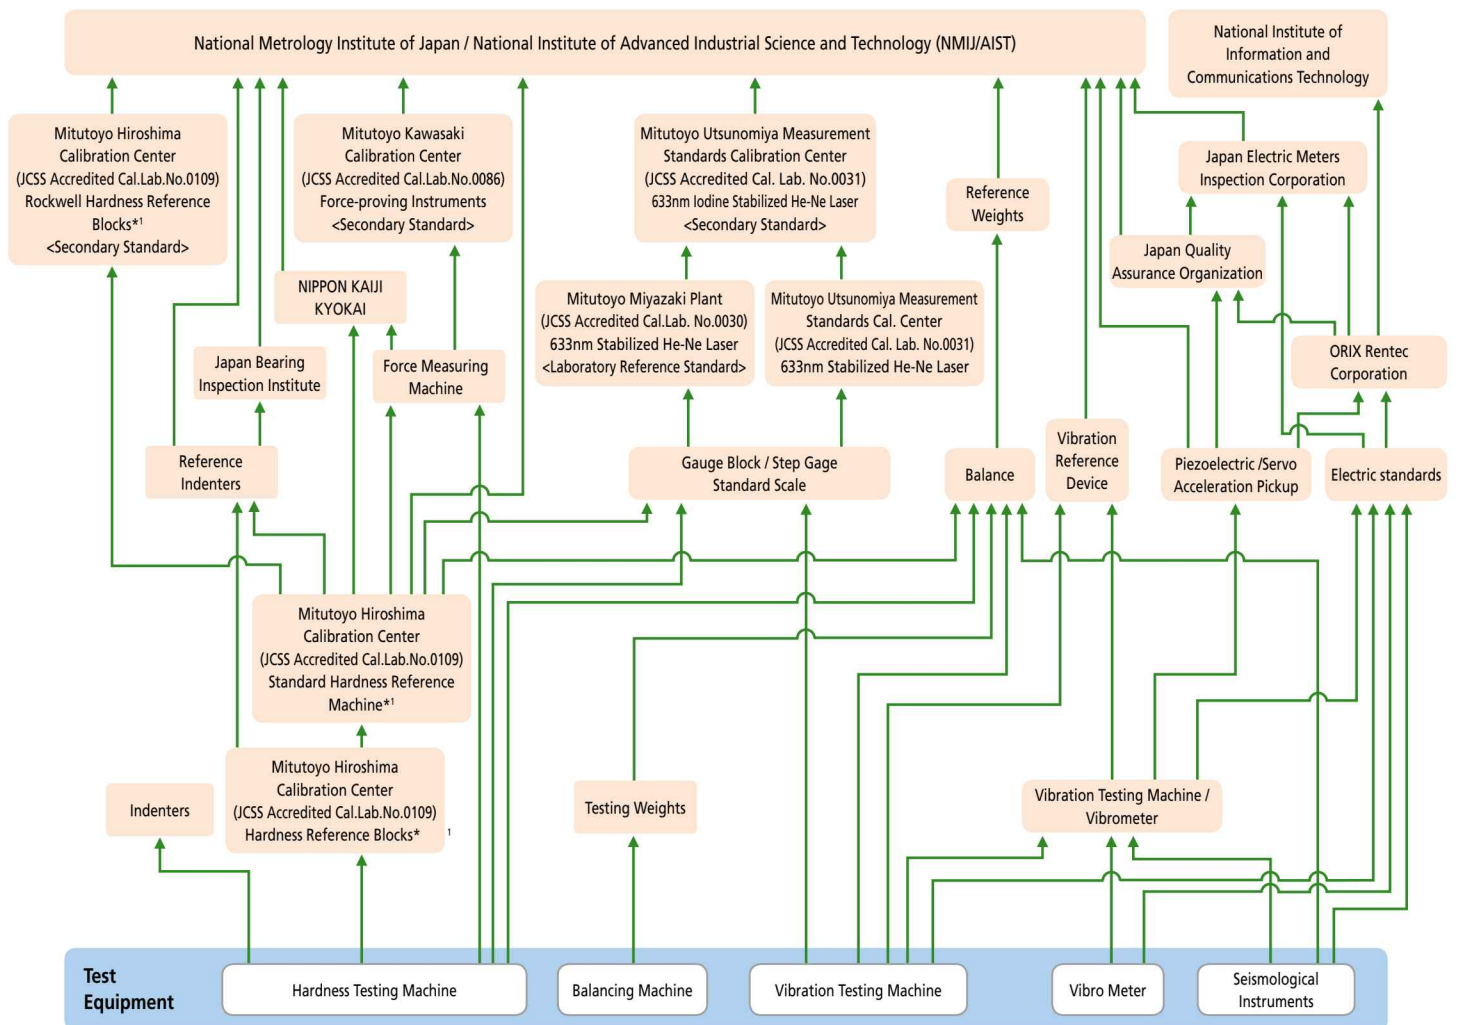 National Metrology Institute of Japan / National Institute of Advanced Industrial Science and Technology (NMIJ/AIST)
National Institute of
Information and
Communications Technology
Mitutoyo Hiroshima
Calibration Center
(JCSS Accredited Cal.Lab.No.0109)
Rockwell Hardness Reference
Blocks*1
<Secondary Standard>
Mitutoyo Kawasaki
Calibration Center
(JCSS Accredited Cal.Lab.No.0086)
Force-proving Instruments
<Secondary Standard>
Mitutoyo Utsunomiya Measurement
Standards Calibration Center
(JCSS Accredited Cal. Lab. No.0031)
633nm Iodine Stabilized He-Ne Laser
<Secondary Standard>
Reference
Weights
Japan Electric Meters
Inspection Corporation
Japan Quality
Assurance Organization
NIPPON KAIJI
KYOKAI
Mitutoyo Miyazaki Plant
(JCSS Accredited Cal.Lab. No.0030)
633nm Stabilized He-Ne Laser
<Laboratory Reference Standard>
Mitutoyo Utsunomiya Measurement
Standards Cal. Center
(JCSS Accredited Cal. Lab. No.0031)
633nm Stabilized He-Ne Laser
ORIX Rentec
Corporation
Japan Bearing
Inspection Institute
Force Measuring
Machine
Reference
Indenters
Gauge Block / Step Gage
Standard Scale
Balance
Vibration
Reference
Device
Piezoelectric /Servo
Acceleration Pickup
Electric standards
Mitutoyo Hiroshima
Calibration Center
(JCSS Accredited Cal.Lab.No.0109)
Standard Hardness Reference
Machine*1
Mitutoyo Hiroshima
Calibration Center
(JCSS Accredited Cal.Lab.No.0109)
Hardness Reference Blocks* 1
Indenters
Testing Weights
Vibration Testing Machine /
Vibrometer
Test
Equipment
Hardness Testing Machine
Balancing Machine
Vibration Testing Machine
Vibro Meter
Seismological
Instruments